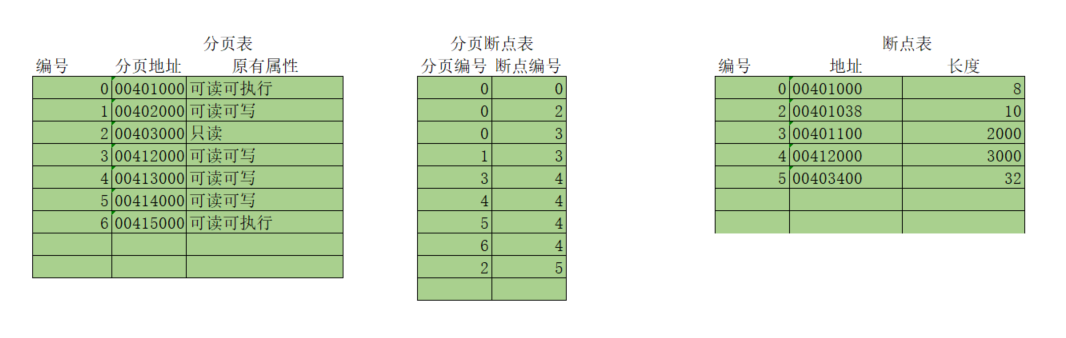 分页表 分页断点表 断点表
编号 分页地址 原有属性 分页编号 断点编号 编号 地址 长度
0 00401000 可读可执行 0 0 0 00401000 8
1 00402000 可读可写 0 2 2 00401038 10
2 00403000 只读 0 3 3 00401100 2000
3 00412000 可读可写 1 3 4 00412000 3000
4 00413000 可读可写 3 4 5 00403400 32
5 00414000 可读可写 4 4
6 00415000 可读可执行 5 4
6 4
2 5